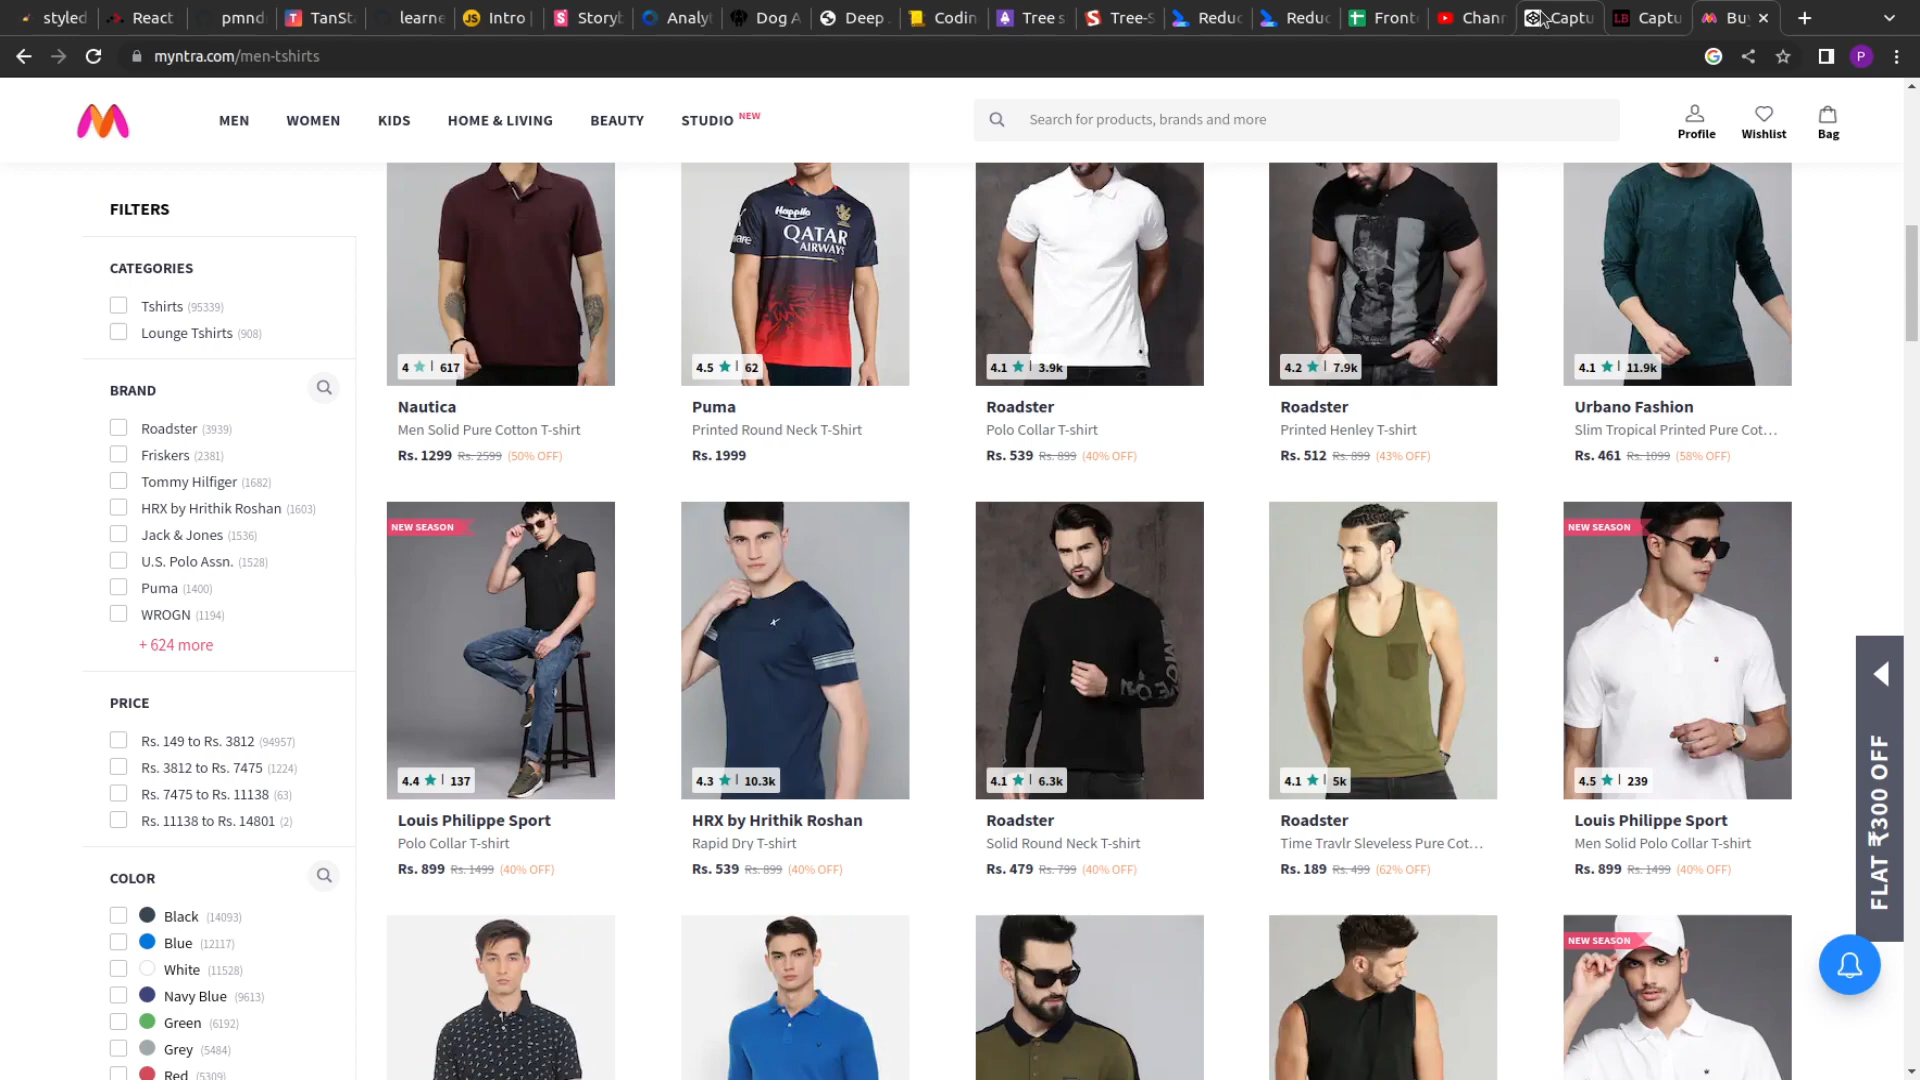 styled
React
pmnd
TanSt
learne
Intro
Storyb
Analyt
Dog A
Deep
Codin
Tree s
Tree-S
Reduc
Reduc
Front
Chann
Captu
Captu
Bu
myntra.com/men-tshirts
MEN WOMEN KIDS HOME & LIVING BEAUTY STUDIO NEW
Search for products, brands and more
Profile Wishlist Bag
FILTERS
CATEGORIES
Tshirts (95339)
Lounge Tshirts (908)
BRAND
Roadster (3939)
Friskers (2381)
Tommy Hilfiger (1682)
HRX by Hrithik Roshan (1603)
Jack & Jones (1536)
U.S. Polo Assn. (1528)
Puma (1400)
WROGN (1194)
+ 624 more
PRICE
Rs. 149 to Rs. 3812 (94957)
Rs. 3812 to Rs. 7475 (1224)
Rs. 7475 to Rs. 11138 (63)
Rs. 11138 to Rs. 14801 (2)
COLOR
Black (14093)
Blue (12117)
White (11528)
Navy Blue (9613)
Green (6192)
Grey (5484)
Red (5309)
4 ★ | 617
Nautica
Men Solid Pure Cotton T-shirt
Rs. 1299 Rs. 2599 (50% OFF)
Happilo
QATAR
AIRWAYS
4.5 ★ | 62
Puma
Printed Round Neck T-Shirt
Rs. 1999
4.1 ★ | 3.9k
Roadster
Polo Collar T-shirt
Rs. 539 Rs. 899 (40% OFF)
4.2 ★ | 7.9k
Roadster
Printed Henley T-shirt
Rs. 512 Rs. 899 (43% OFF)
4.1 ★ | 11.9k
Urbano Fashion
Slim Tropical Printed Pure Cot...
Rs. 461 Rs. 1099 (58% OFF)
NEW SEASON
4.4 ★ | 137
Louis Philippe Sport
Polo Collar T-shirt
Rs. 899 Rs. 1499 (40% OFF)
4.3 ★ | 10.3k
HRX by Hrithik Roshan
Rapid Dry T-shirt
Rs. 539 Rs. 899 (40% OFF)
4.1 ★ | 6.3k
Roadster
Solid Round Neck T-shirt
Rs. 479 Rs. 799 (40% OFF)
4.1 ★ | 5k
Roadster
Time Travlr Sleveless Pure Cot...
Rs. 189 Rs. 499 (62% OFF)
NEW SEASON
4.5 ★ | 239
Louis Philippe Sport
Men Solid Polo Collar T-shirt
Rs. 899 Rs. 1499 (40% OFF)
NEW SEASON
FLAT ₹300 OFF